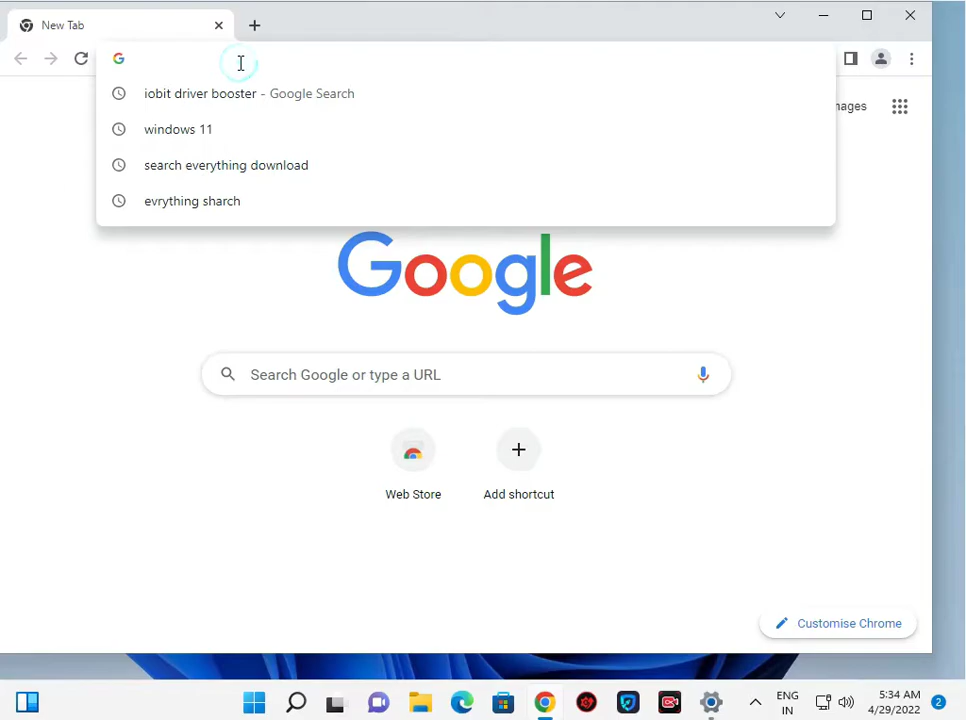 New Tab
iobit driver booster - Google Search
windows 11
search everything download
evrything sharch
ages
Google
Search Google or type a URL
Web Store
Add shortcut
Customise Chrome
ENG
IN
5:34 AM
4/29/2022
2